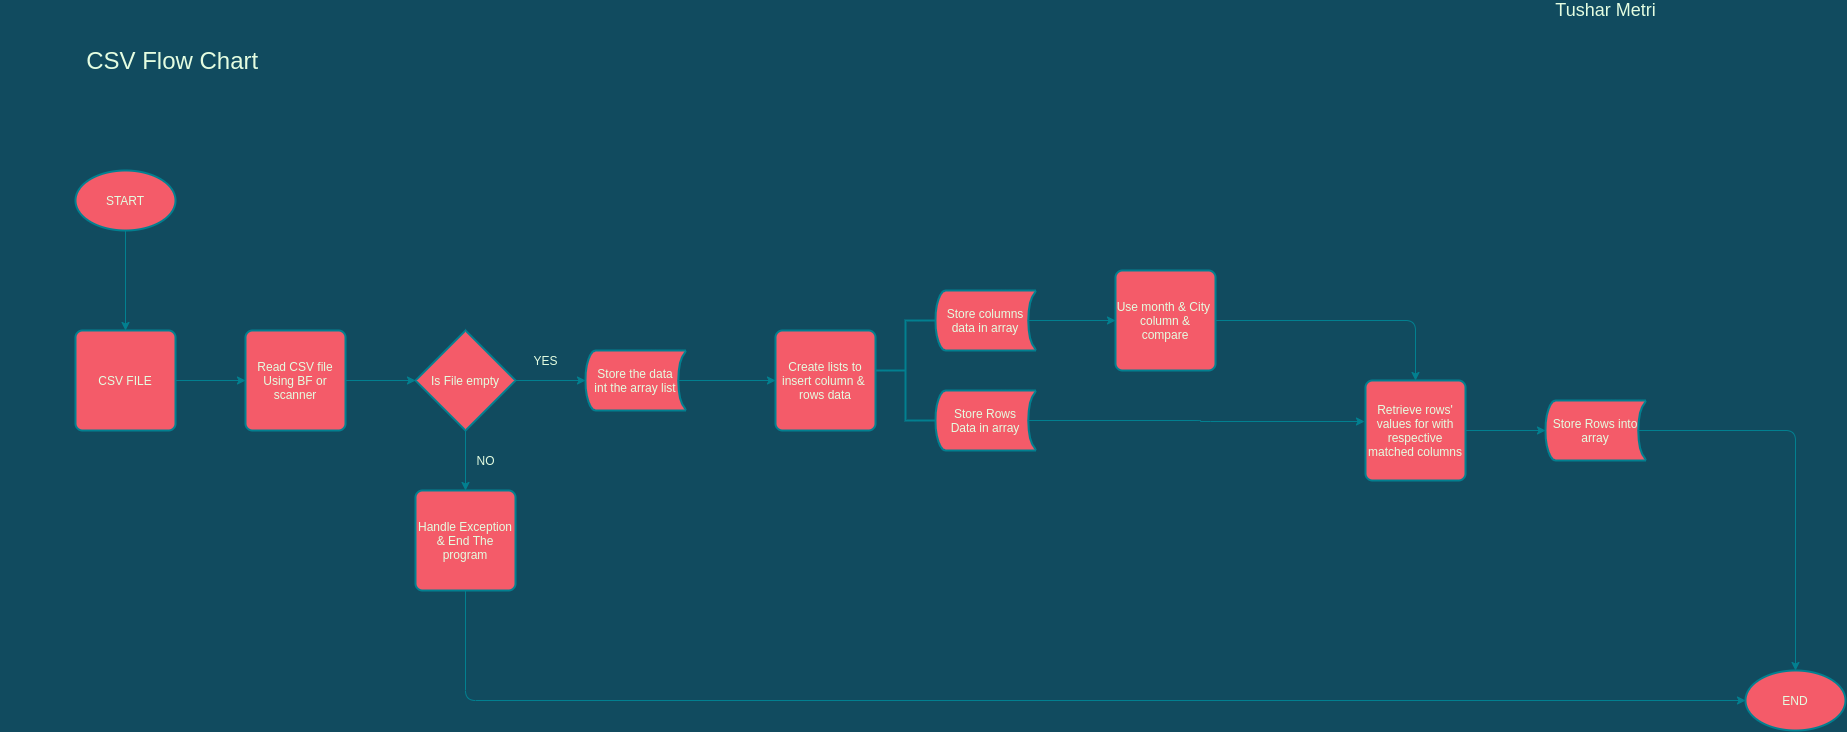 Tushar Metri
CSV Flow Chart
START
CSV FILE
Read CSV file
Using BF or
scanner
Is File empty
YES
NO
Handle Exception
& End The
program
Store the data
int the array list
Create lists to
insert column &
rows data
Store columns
data in array
Store Rows
Data in array
Use month & City
column &
compare
Retrieve rows'
values for with
respective
matched columns
Store Rows into
array
END